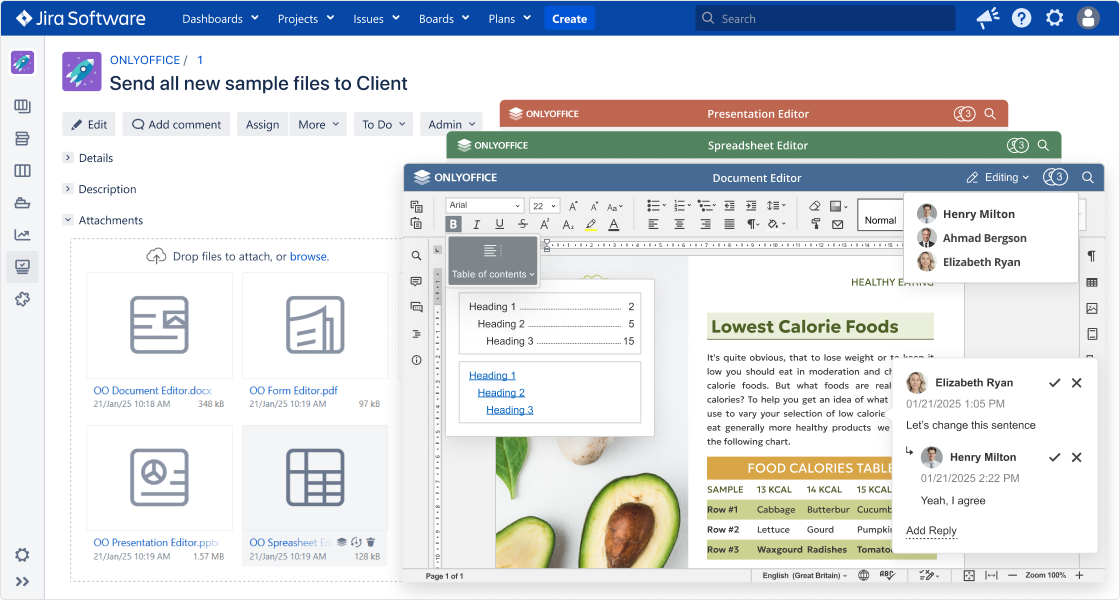 Jira Software
Dashboards
Projects
Issues
Boards
Plans
Create
Search
ONLYOFFICE / 1
Send all new sample files to Client
Edit
Add comment
Assign
More
To Do
Admin
Details
Description
Attachments
Drop files to attach, or browse.
OO Document Editor.docx
21/Jan/25 10:18 AM 348 kB
OO Form Editor.pdf
21/Jan/25 10:19 AM 97 kB
OO Presentation Editor.pptx
21/Jan/25 10:19 AM 1.57 MB
OO Spreasheet Ed
21/Jan/25 10:19 AM 128 kB
ONLYOFFICE Presentation Editor 3
ONLYOFFICE Spreadsheet Editor 3
ONLYOFFICE Document Editor Editing 3
Arial 22
Normal
Henry Milton
Ahmad Bergson
Elizabeth Ryan
Table of contents
Heading 1 2
Heading 2 5
Heading 3 15
Heading 1
Heading 2
Heading 3
HEALTHY EATING
Lowest Calorie Foods
It's quite obvious, that to lose weight or to keep it
low you should eat in moderation and ch
calorie foods. But what foods are real
calories? To help you get an idea of what
use to vary your selection of low calorie
eat generally more healthy products we
the following chart.
FOOD CALORIES TABLE
SAMPLE 13 KCAL 14 KCAL 15 KCAL
Row #1 Cabbage Butterbur Cucumb
Row #2 Lettuce Gourd Pumpki
Row #3 Waxgourd Radishes Tomato
Elizabeth Ryan
01/21/2025 1:05 PM
Let's change this sentence
Henry Milton
01/21/2025 2:22 PM
Yeah, I agree
Add Reply
Page 1 of 1
English (Great Britain)
Zoom 100%